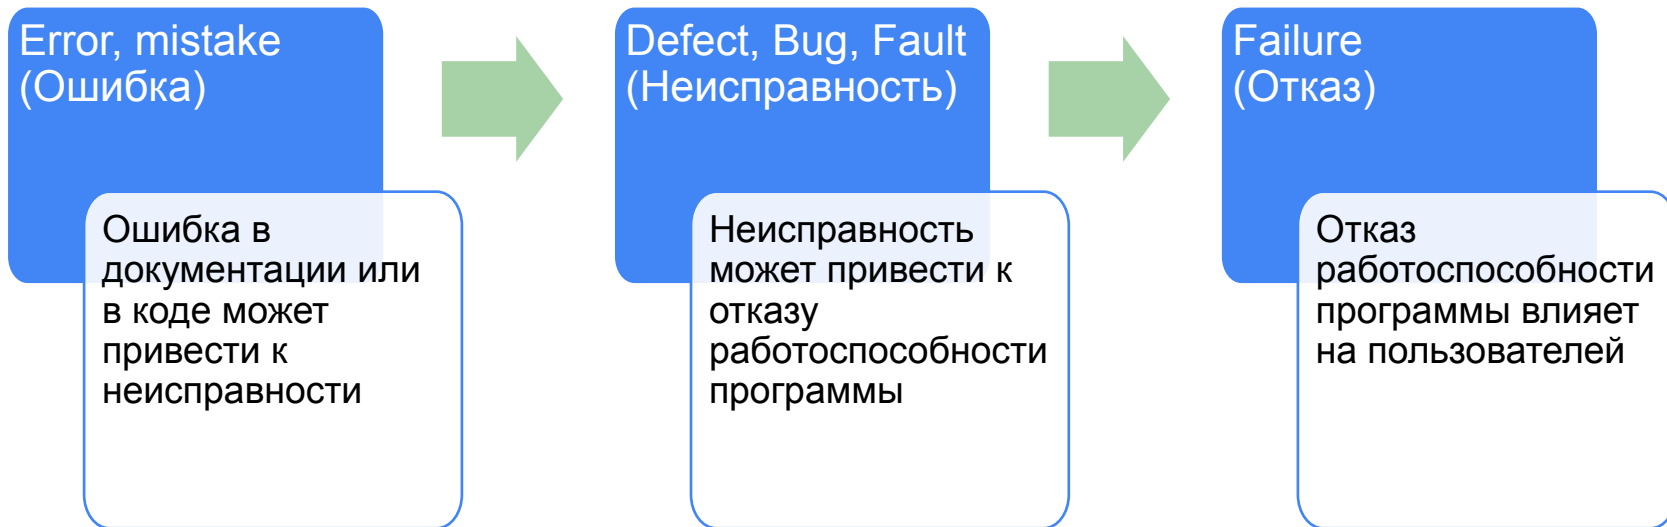 Error, mistake
(Ошибка)
Ошибка в
документации или
в коде может
привести к
неисправности
Defect, Bug, Fault
(Неисправность)
Неисправность
может привести к
отказу
работоспособности
программы
Failure
(Отказ)
Отказ
работоспособности
программы влияет
на пользователей